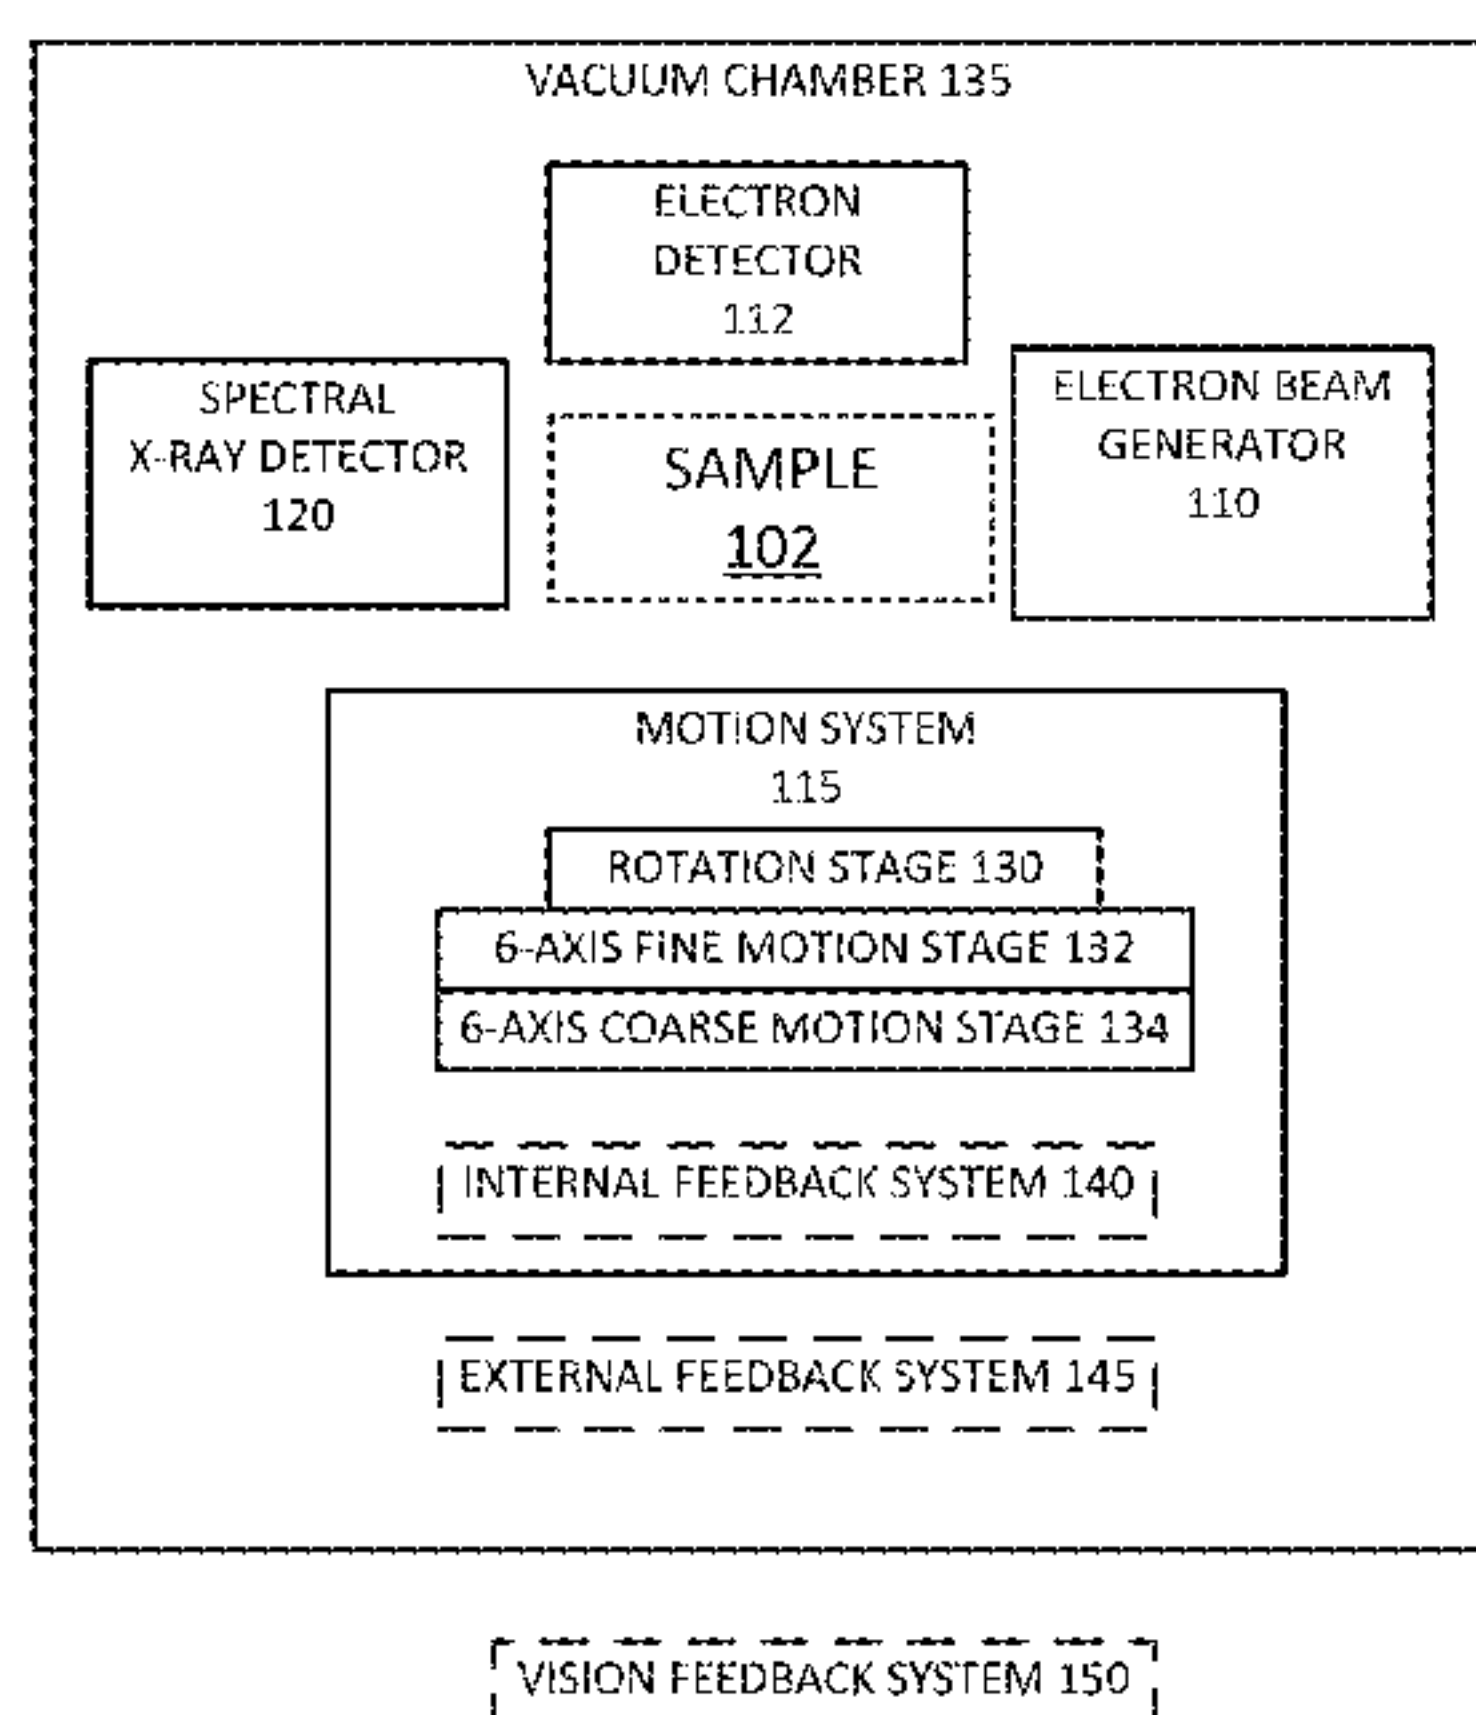 VACUUM CHAMBER 135
ELECTRON
DETECTOR
112
SPECTRAL
X-RAY DETECTOR
120
SAMPLE
102
ELECTRON BEAM
GENERATOR
110
MOTION SYSTEM
115
ROTATION STAGE 130
6-AXIS FINE MOTION STAGE 132
6-AXIS COARSE MOTION STAGE 134
INTERNAL FEEDBACK SYSTEM 140
EXTERNAL FEEDBACK SYSTEM 145
VISION FEEDBACK SYSTEM 150